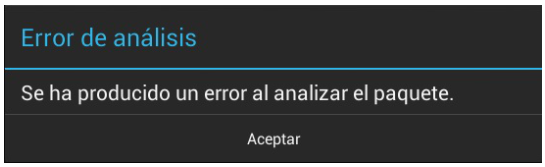 Error de análisis
Se ha producido un error al analizar el paquete.
Aceptar